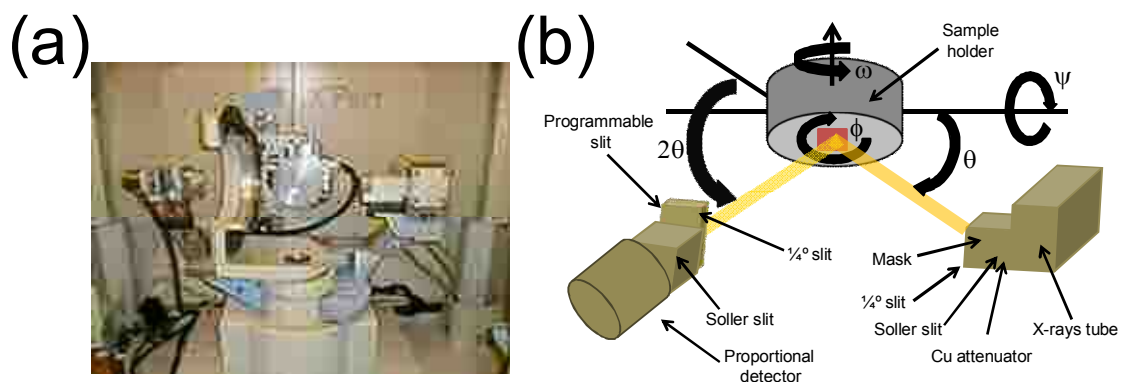 (a)
(b)
Sample
holder
ω
ψ
Programmable
slit
2θ
ϕ
θ
¼º slit
Mask
¼º slit
Soller slit
Soller slit
X-rays tube
Cu attenuator
Proportional
detector